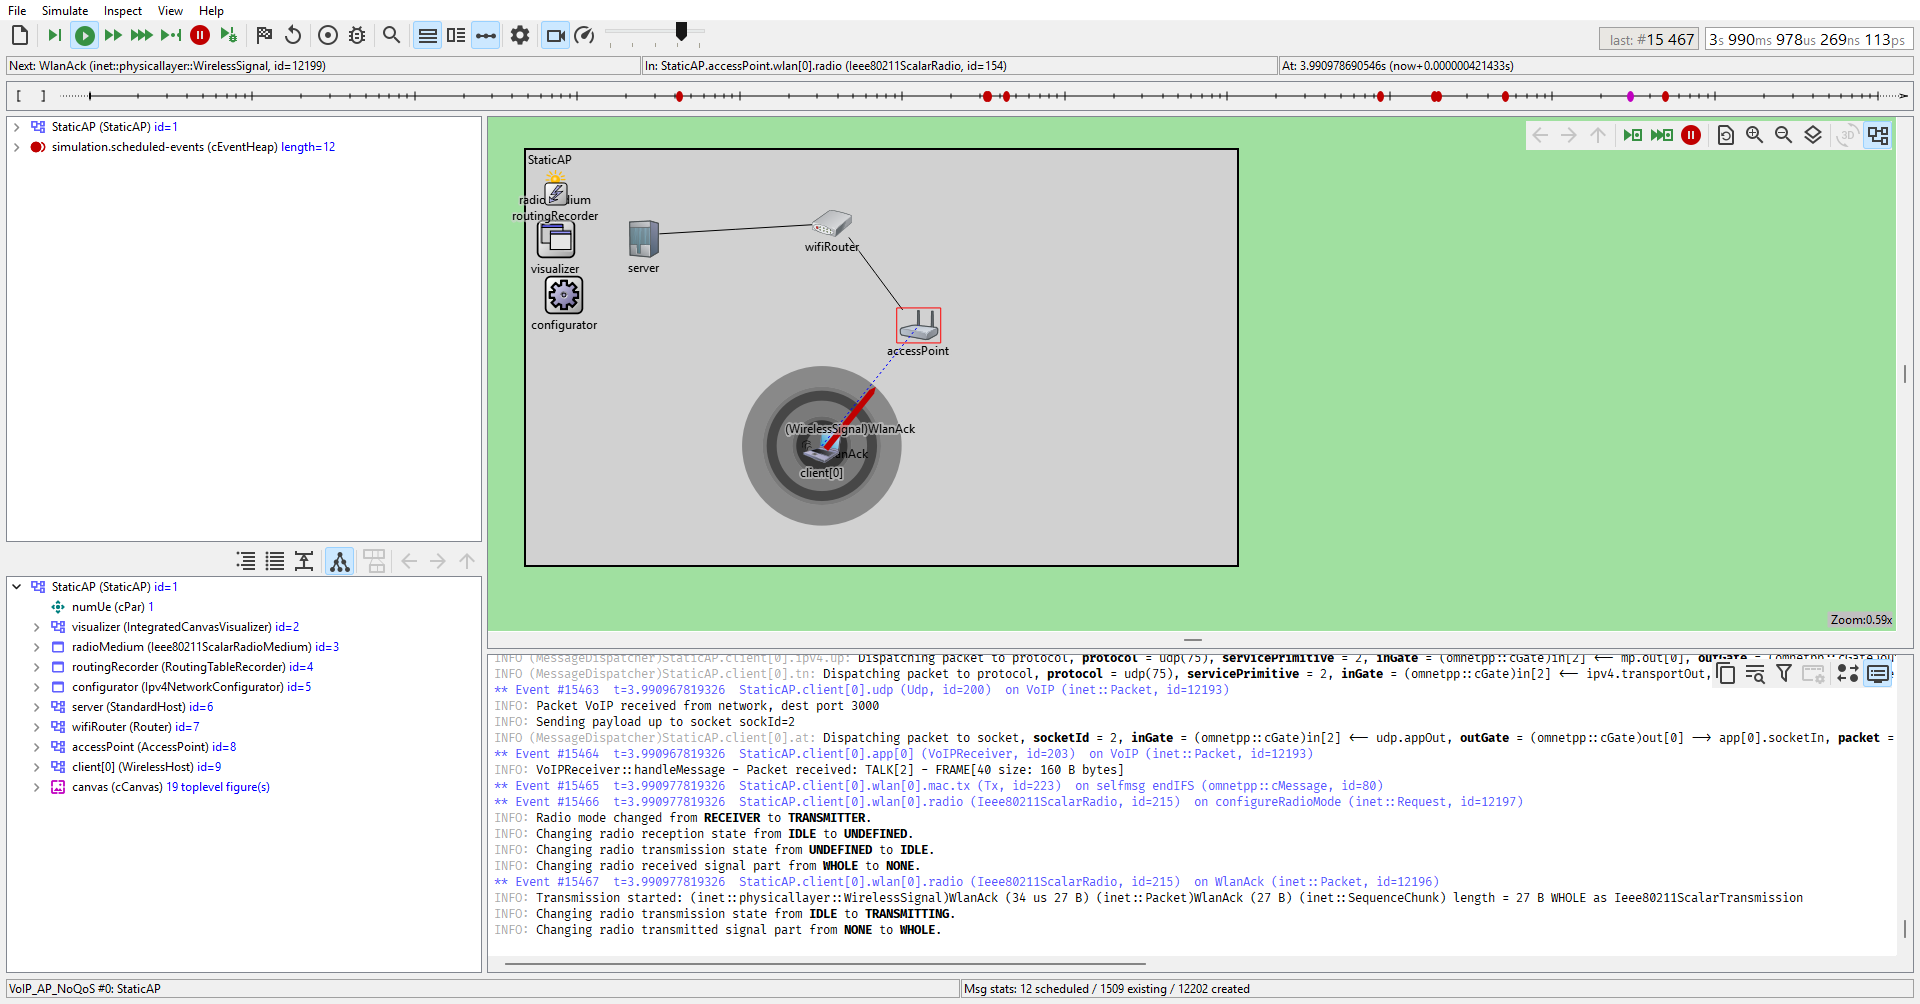 File Simulate Inspect View Help
last: #15 467 3s 990ms 978us 269ns 113ps
Next: WlanAck (inet::physicallayer::WirelessSignal, id=12199) In: StaticAP.accessPoint.wlan[0].radio (Ieee80211ScalarRadio, id=154) At: 3.990978690546s (now+0.000000421433s)
[ ]
StaticAP (StaticAP) id=1
simulation.scheduled-events (cEventHeap) length=12
StaticAP (StaticAP) id=1
numUe (cPar) 1
visualizer (IntegratedCanvasVisualizer) id=2
radioMedium (Ieee80211ScalarRadioMedium) id=3
routingRecorder (RoutingTableRecorder) id=4
configurator (Ipv4NetworkConfigurator) id=5
server (StandardHost) id=6
wifiRouter (Router) id=7
accessPoint (AccessPoint) id=8
client[0] (WirelessHost) id=9
canvas (cCanvas) 19 toplevel figure(s)
3D
StaticAP
routingRecorder
visualizer
configurator
server
wifiRouter
accessPoint
(WirelessSignal)WlanAck
client[0]
Zoom:0.59x
INFO (MessageDispatcher)StaticAP.client[0].ipv4.up: Dispatching packet to protocol, protocol = udp(75), servicePrimitive = 2, inGate = (omnetpp::cGate)in[2] <-- mp.out[0],
INFO (MessageDispatcher)StaticAP.client[0].tn: Dispatching packet to protocol, protocol = udp(75), servicePrimitive = 2, inGate = (omnetpp::cGate)in[2] <-- ipv4.transportOut,
** Event #15463 t=3.990967819326 StaticAP.client[0].udp (Udp, id=200) on VoIP (inet::Packet, id=12193)
INFO: Packet VoIP received from network, dest port 3000
INFO: Sending payload up to socket sockId=2
INFO (MessageDispatcher)StaticAP.client[0].at: Dispatching packet to socket, socketId = 2, inGate = (omnetpp::cGate)in[2] <-- udp.appOut, outGate = (omnetpp::cGate)out[0] --> app[0].socketIn, packet =
** Event #15464 t=3.990967819326 StaticAP.client[0].app[0] (VoIPReceiver, id=203) on VoIP (inet::Packet, id=12193)
INFO: VoIPReceiver::handleMessage - Packet received: TALK[2] - FRAME[40 size: 160 B bytes]
** Event #15465 t=3.990977819326 StaticAP.client[0].wlan[0].mac.tx (Tx, id=223) on selfmsg endIFS (omnetpp::cMessage, id=80)
** Event #15466 t=3.990977819326 StaticAP.client[0].wlan[0].radio (Ieee80211ScalarRadio, id=215) on configureRadioMode (inet::Request, id=12197)
INFO: Radio mode changed from RECEIVER to TRANSMITTER.
INFO: Changing radio reception state from IDLE to UNDEFINED.
INFO: Changing radio transmission state from UNDEFINED to IDLE.
INFO: Changing radio received signal part from WHOLE to NONE.
** Event #15467 t=3.990977819326 StaticAP.client[0].wlan[0].radio (Ieee80211ScalarRadio, id=215) on WlanAck (inet::Packet, id=12196)
INFO: Transmission started: (inet::physicallayer::WirelessSignal)WlanAck (34 us 27 B) (inet::Packet)WlanAck (27 B) (inet::SequenceChunk) length = 27 B WHOLE as Ieee80211ScalarTransmission
INFO: Changing radio transmission state from IDLE to TRANSMITTING.
INFO: Changing radio transmitted signal part from NONE to WHOLE.
VoIP_AP_NoQoS #0: StaticAP Msg stats: 12 scheduled / 1509 existing / 12202 created